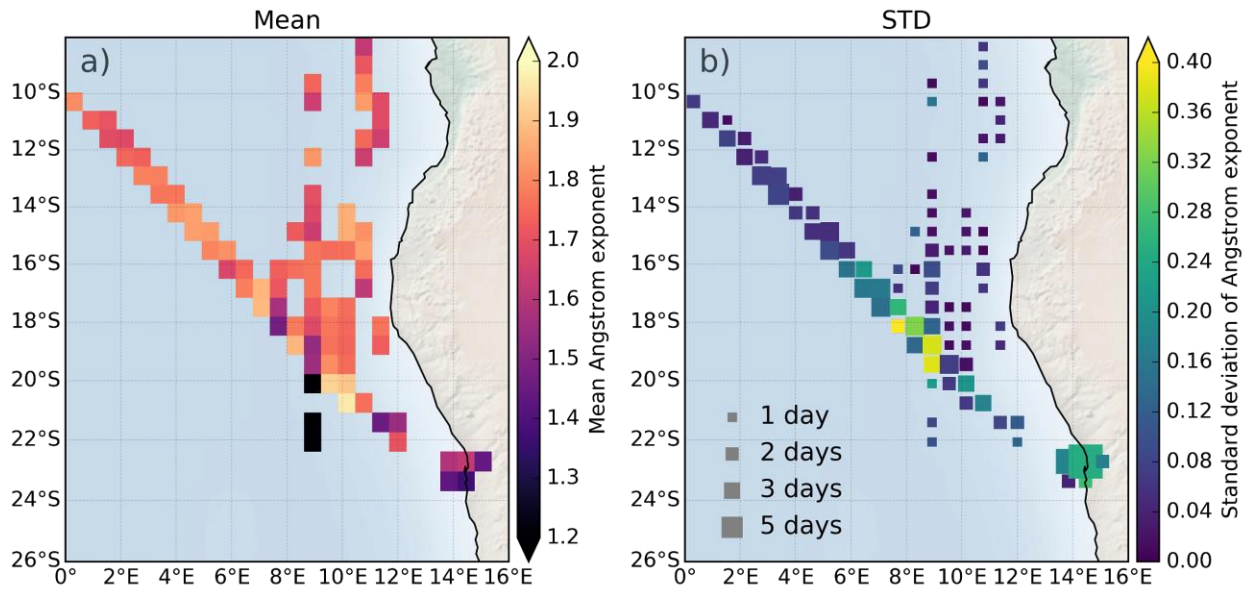 Mean
a)
10°S
12°S
14°S
16°S
18°S
20°S
22°S
24°S
26°S
0°
2°E
4°E
6°E
8°E
10°E
12°E
14°E
16°E
2.0
1.9
1.8
1.7
1.6
1.5
1.4
1.3
1.2
Mean Angstrom exponent
STD
b)
10°S
12°S
14°S
16°S
18°S
20°S
22°S
24°S
26°S
0°
2°E
4°E
6°E
8°E
10°E
12°E
14°E
16°E
1 day
2 days
3 days
5 days
0.40
0.36
0.32
0.28
0.24
0.20
0.16
0.12
0.08
0.04
0.00
Standard deviation of Angstrom exponent